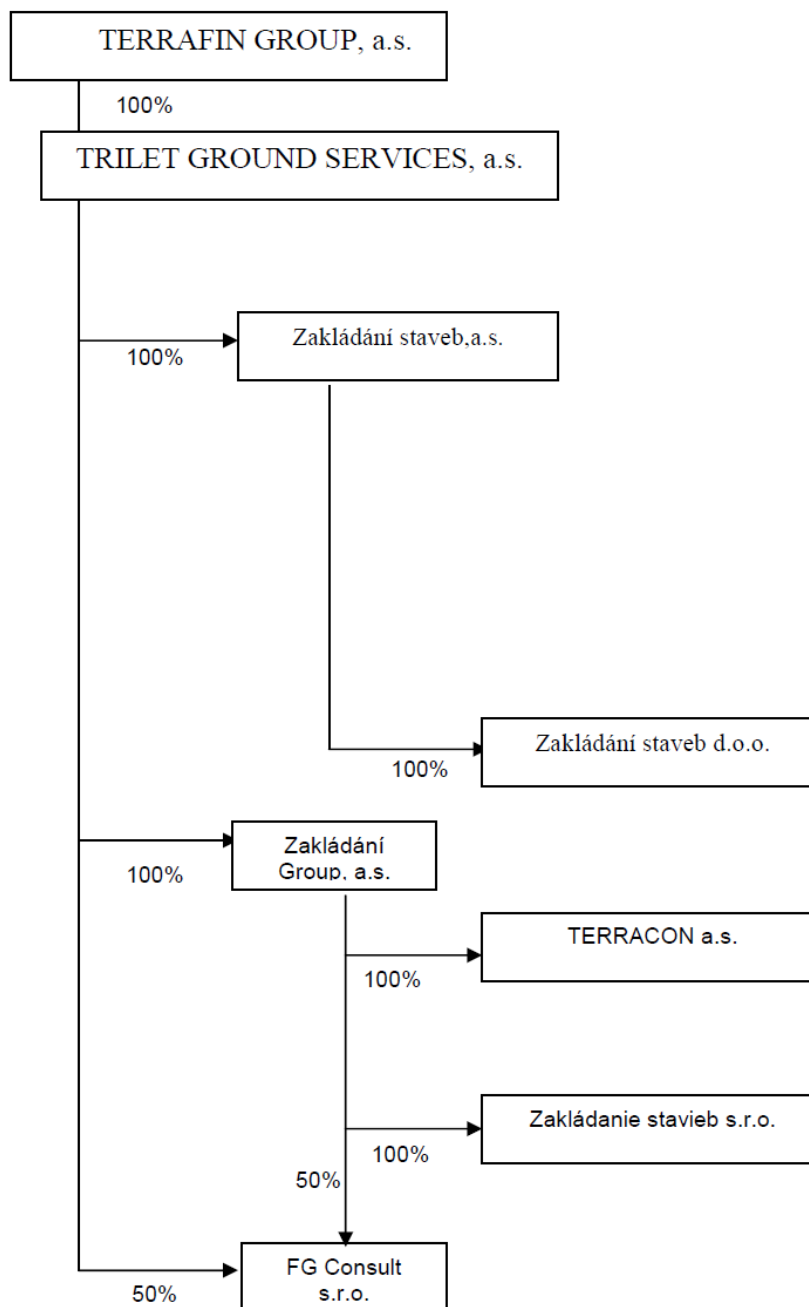 TERRAFIN GROUP, a.s.
100%
TRILET GROUND SERVICES, a.s.
Zakládání staveb,a.s.
100%
Zakládání staveb d.o.o.
100%
Zakládání
Group, a.s.
100%
TERRACON a.s.
100%
Zakládanie stavieb s.r.o.
100%
50%
FG Consult
s.r.o.
50%